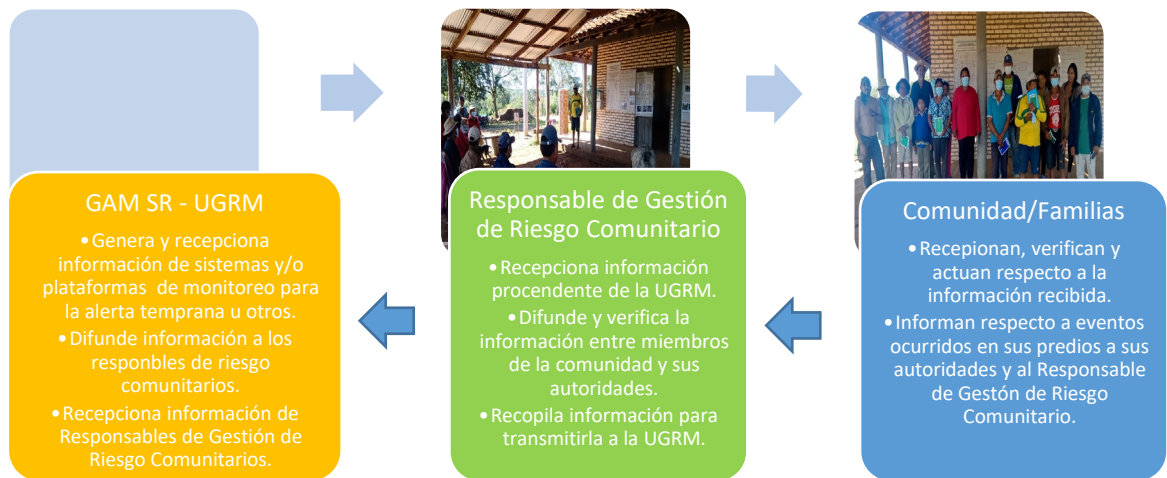 GAM SR - UGRM
•Genera y recepciona
información de sistemas y/o
plataformas de monitoreo para
la alerta temprana u otros.
•Difunde información a los
responbles de riesgo
comunitarios.
•Recepciona información de
Responsables de Gestión de
Riesgo Comunitarios.
Responsable de Gestión
de Riesgo Comunitario
•Recepciona información
procendente de la UGRM.
•Difunde y verifica la
información entre miembros
de la comunidad y sus
autoridades.
•Recopila información para
transmitirla a la UGRM.
Comunidad/Familias
•Recepionan, verifican y
actuan respecto a la
información recibida.
•Informan respecto a eventos
ocurridos en sus predios a sus
autoridades y al Responsable
de Gestón de Riesgo
Comunitario.